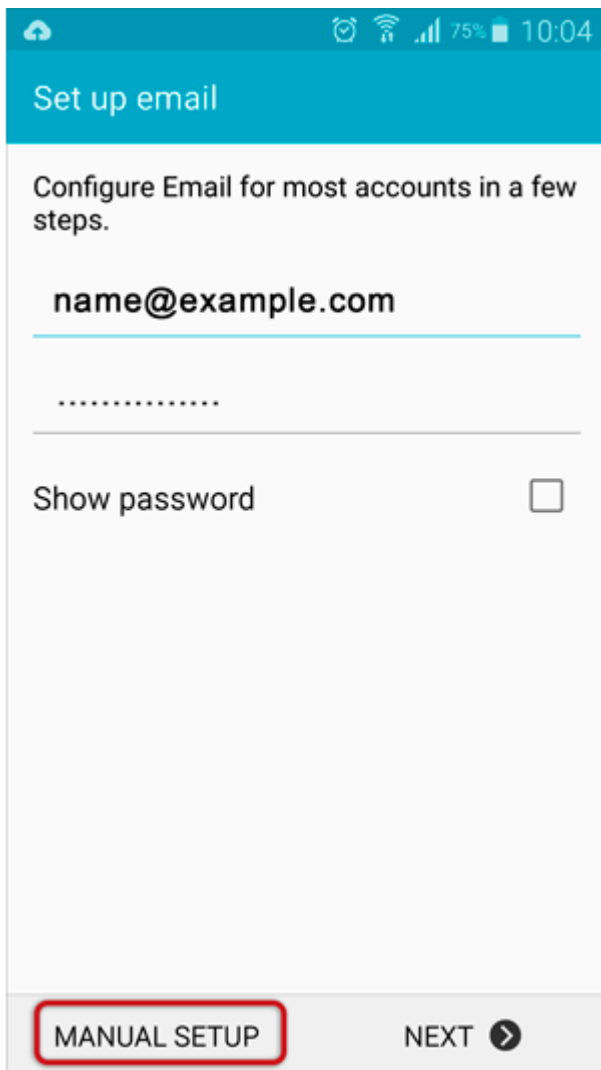 75% 10:04
Set up email
Configure Email for most accounts in a few
steps.
name@example.com
...............
Show password
MANUAL SETUP NEXT